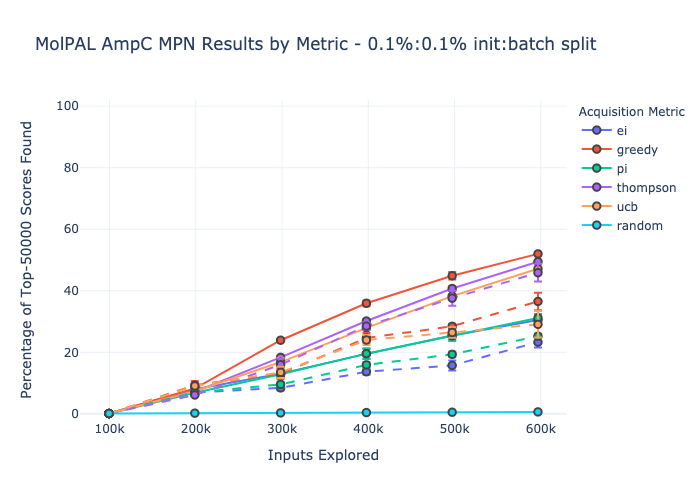 MolPAL AmpC MPN Results by Metric - 0.1%:0.1% init:batch split
Percentage of Top-50000 Scores Found
100
80
60
40
20
0
100k
200k
300k
400k
500k
600k
Inputs Explored
Acquisition Metric
ei
greedy
pi
thompson
ucb
random